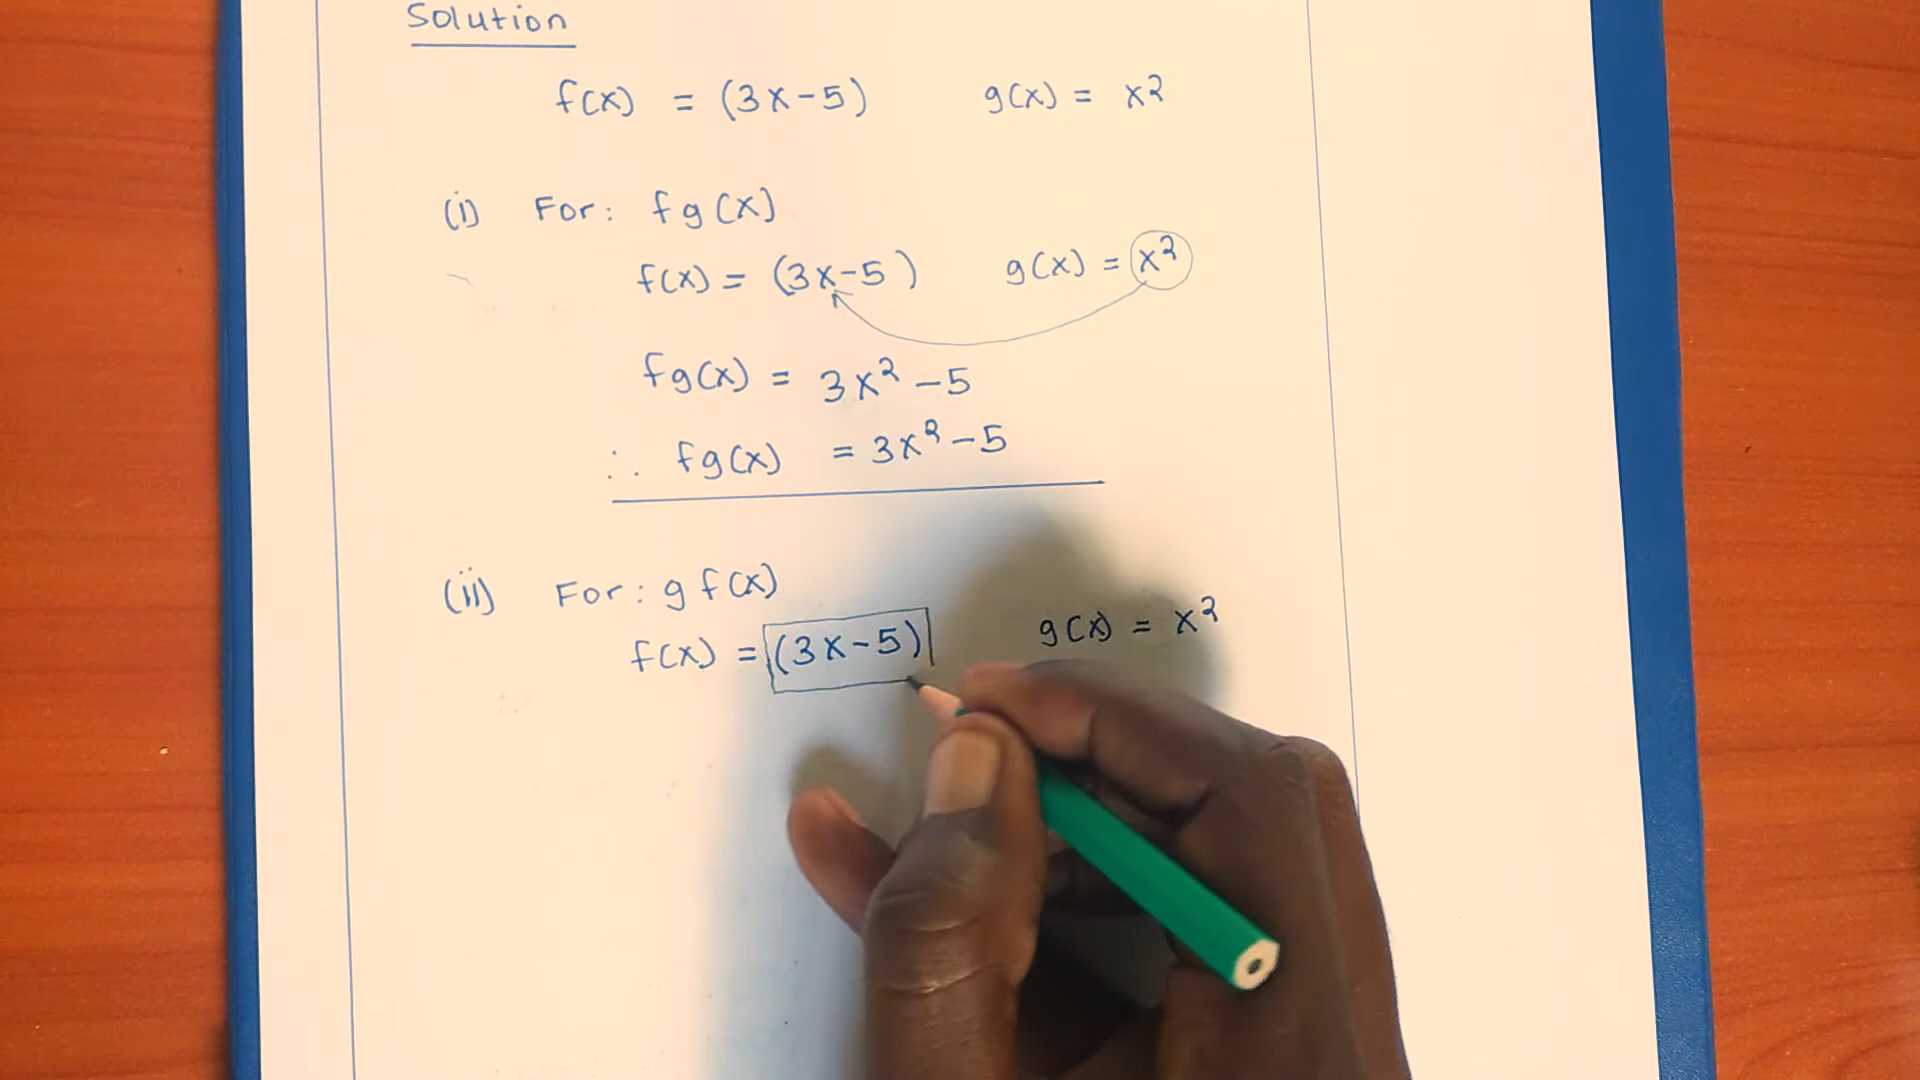 Solution
f(x) = (3x-5) g(x) = x²
(i) For: fg(x)
f(x) = (3x-5) g(x) = x²
fg(x) = 3x² - 5
∴ fg(x) = 3x² - 5
(ii) For: gf(x)
f(x) = (3x-5) g(x) = x²